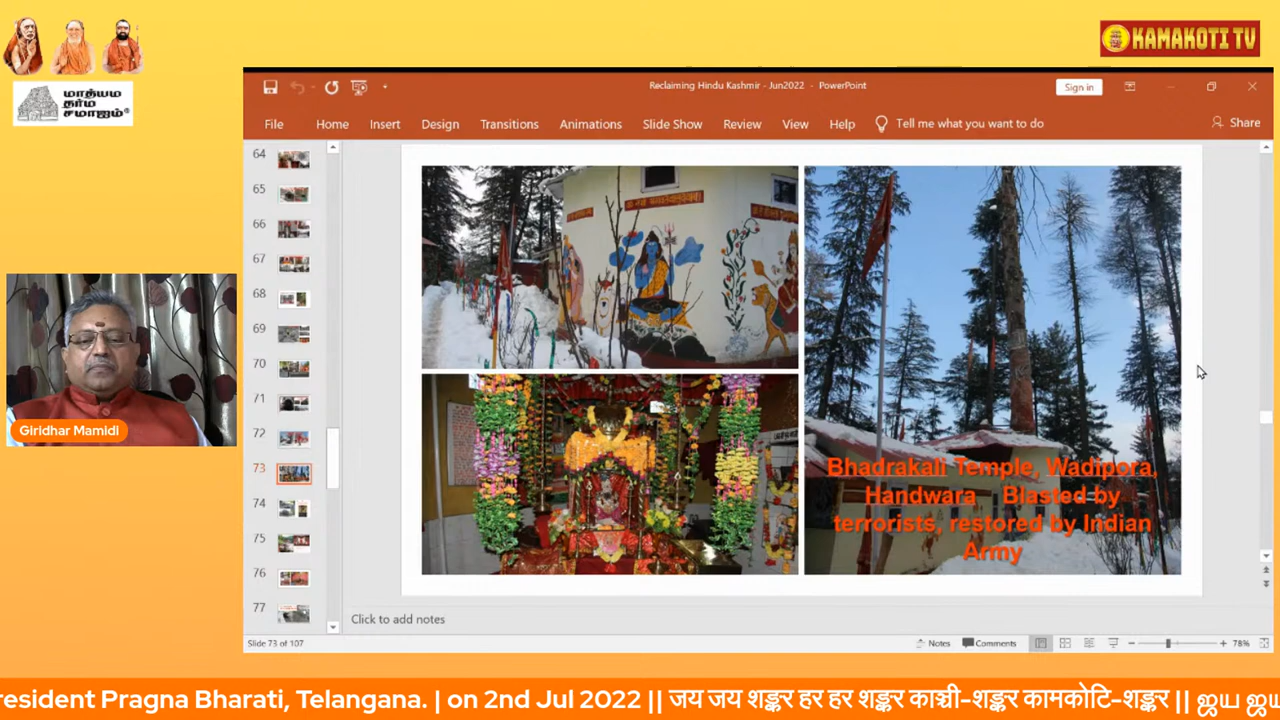 KAMAKOTI TV
மாத்யம
தர்ம
சமாஜம்®
Reclaiming Hindu Kashmir - Jun2022 - PowerPoint
Sign in
File Home Insert Design Transitions Animations Slide Show Review View Help Tell me what you want to do Share
64
65
66
67
68
69
70
71
72
73
74
75
76
77
Bhadrakali Temple, Wadipora,
Handwara Blasted by
terrorists, restored by Indian
Army
Giridhar Mamidi
Click to add notes
Slide 73 of 107
Notes Comments 78%
resident Pragna Bharati, Telangana. | on 2nd Jul 2022 || जय जय शङ्कर हर हर शङ्कर काञ्ची-शङ्कर कामकोटि-शङ्कर || ஜய ஜய